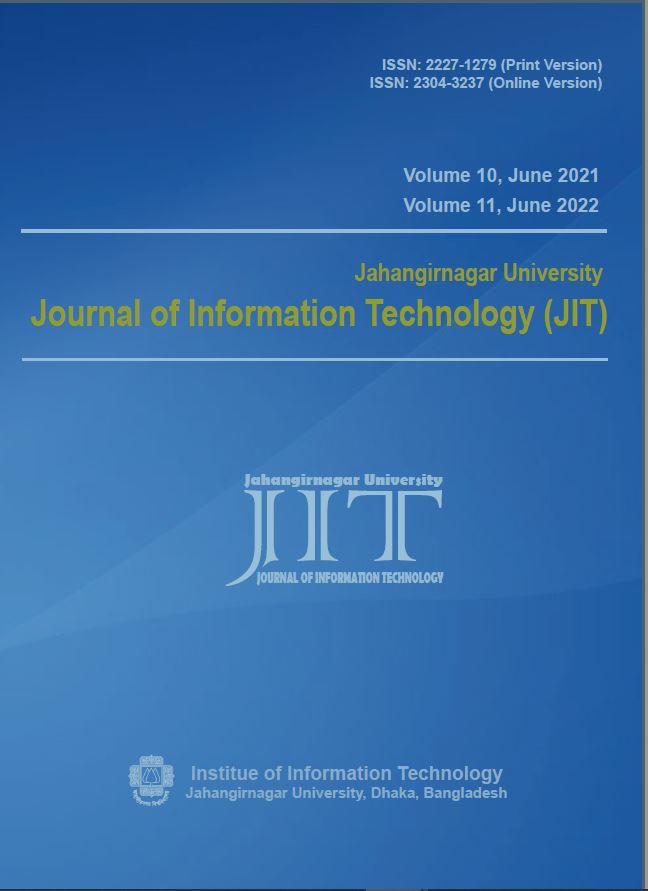 ISSN: 2227-1279 (Print Version)
ISSN: 2304-3237 (Online Version)
Volume 10, June 2021
Volume 11, June 2022
Jahangirnagar University
Journal of Information Technology (JIT)
Jahangirnagar University
JIT
JOURNAL OF INFORMATION TECHNOLOGY
Institue of Information Technology
Jahangirnagar University, Dhaka, Bangladesh